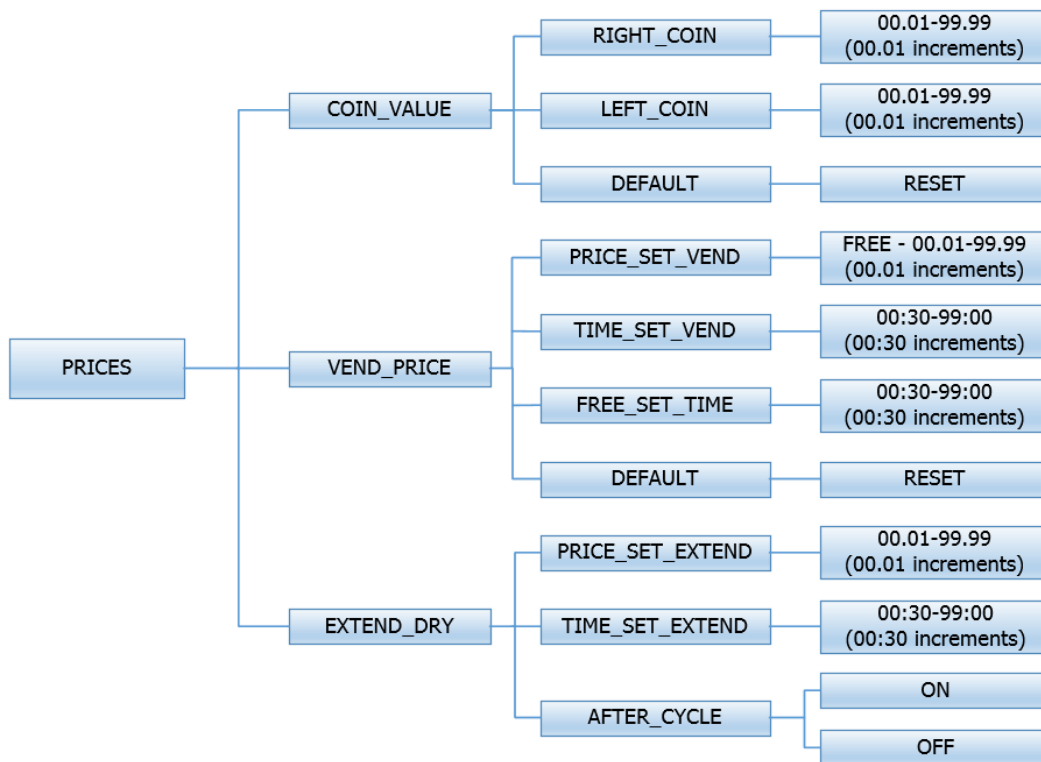 RIGHT_COIN
00.01-99.99
(00.01 increments)
COIN_VALUE
LEFT_COIN
00.01-99.99
(00.01 increments)
DEFAULT
RESET
PRICE_SET_VEND
FREE - 00.01-99.99
(00.01 increments)
PRICES
VEND_PRICE
TIME_SET_VEND
00:30-99:00
(00:30 increments)
FREE_SET_TIME
00:30-99:00
(00:30 increments)
DEFAULT
RESET
PRICE_SET_EXTEND
00.01-99.99
(00.01 increments)
EXTEND_DRY
TIME_SET_EXTEND
00:30-99:00
(00:30 increments)
AFTER_CYCLE
ON
OFF